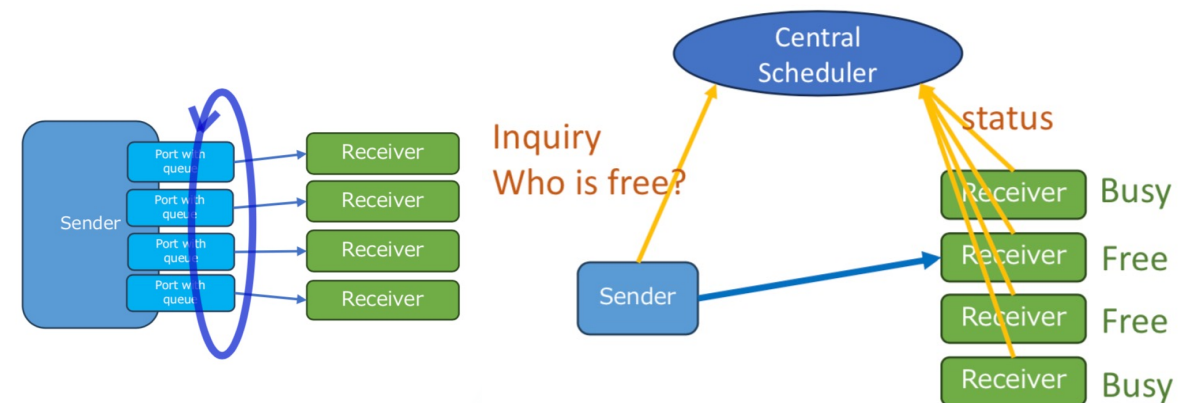 Sender
Port with
queue
Port with
queue
Port with
queue
Port with
queue
Receiver
Receiver
Receiver
Receiver
Central
Scheduler
Inquiry
Who is free?
status
Sender
Receiver Busy
Receiver Free
Receiver Free
Receiver Busy